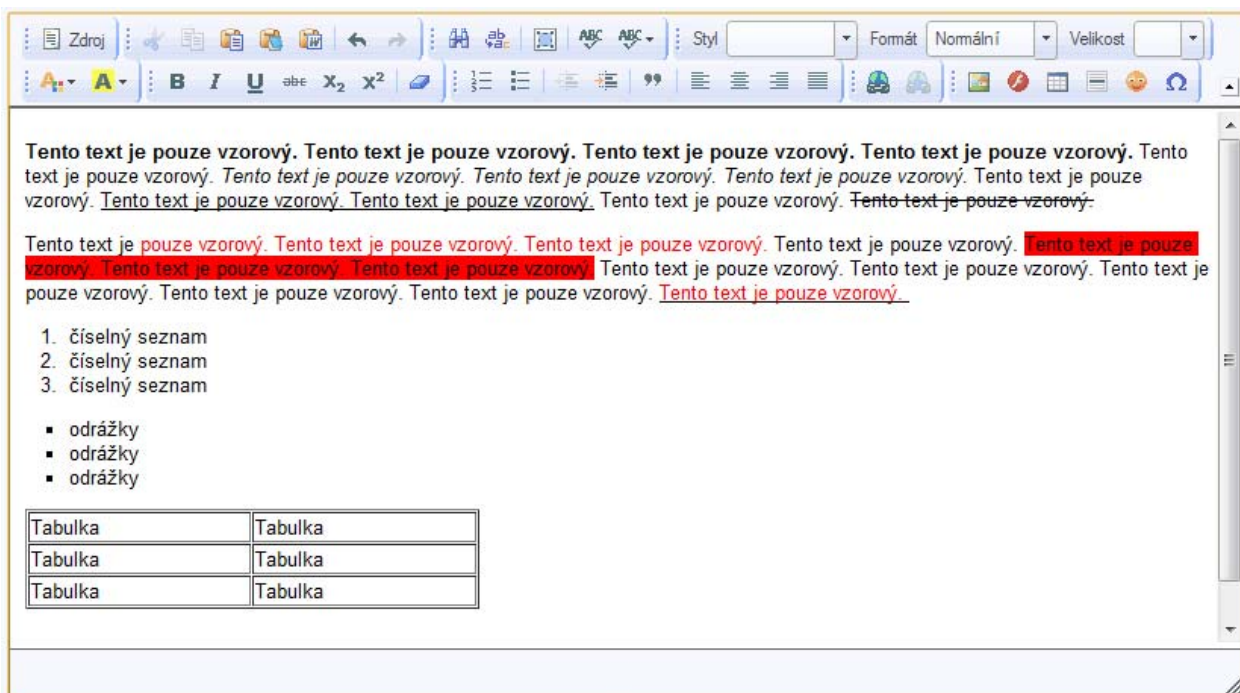 Zdroj ABC ABC Styl Formát Normální Velikost
A A B I U abc X₂ X² Ω
Tento text je pouze vzorový. Tento text je pouze vzorový. Tento text je pouze vzorový. Tento text je pouze vzorový. Tento
text je pouze vzorový. Tento text je pouze vzorový. Tento text je pouze vzorový. Tento text je pouze vzorový. Tento text je pouze
vzorový. Tento text je pouze vzorový. Tento text je pouze vzorový. Tento text je pouze vzorový. Tento text je pouze vzorový.
Tento text je pouze vzorový. Tento text je pouze vzorový. Tento text je pouze vzorový. Tento text je pouze vzorový. Tento text je pouze
vzorový. Tento text je pouze vzorový. Tento text je pouze vzorový. Tento text je pouze vzorový. Tento text je pouze vzorový. Tento text je
pouze vzorový. Tento text je pouze vzorový. Tento text je pouze vzorový. Tento text je pouze vzorový.
1. číselný seznam
2. číselný seznam
3. číselný seznam
▪ odrážky
▪ odrážky
▪ odrážky
Tabulka Tabulka
Tabulka Tabulka
Tabulka Tabulka